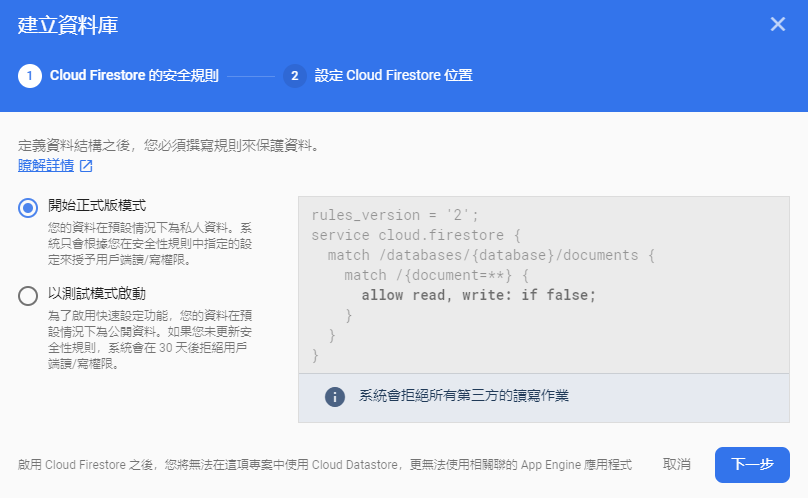 建立資料庫
1 Cloud Firestore 的安全規則 2 設定 Cloud Firestore 位置
定義資料結構之後，您必須撰寫規則來保護資料。
瞭解詳情
開始正式版模式
您的資料在預設情況下為私人資料。系
統只會根據您在安全性規則中指定的設
定來授予用戶端讀/寫權限。
以測試模式啟動
為了啟用快速設定功能，您的資料在預
設情況下為公開資料。如果您未更新安
全性規則，系統會在 30 天後拒絕用戶
端讀/寫權限。
rules_version = '2';
service cloud.firestore {
  match /databases/{database}/documents {
    match /{document=**} {
      allow read, write: if false;
    }
  }
}
系統會拒絕所有第三方的讀寫作業
啟用 Cloud Firestore 之後，您將無法在這項專案中使用 Cloud Datastore，更無法使用相關聯的 App Engine 應用程式
取消
下一步